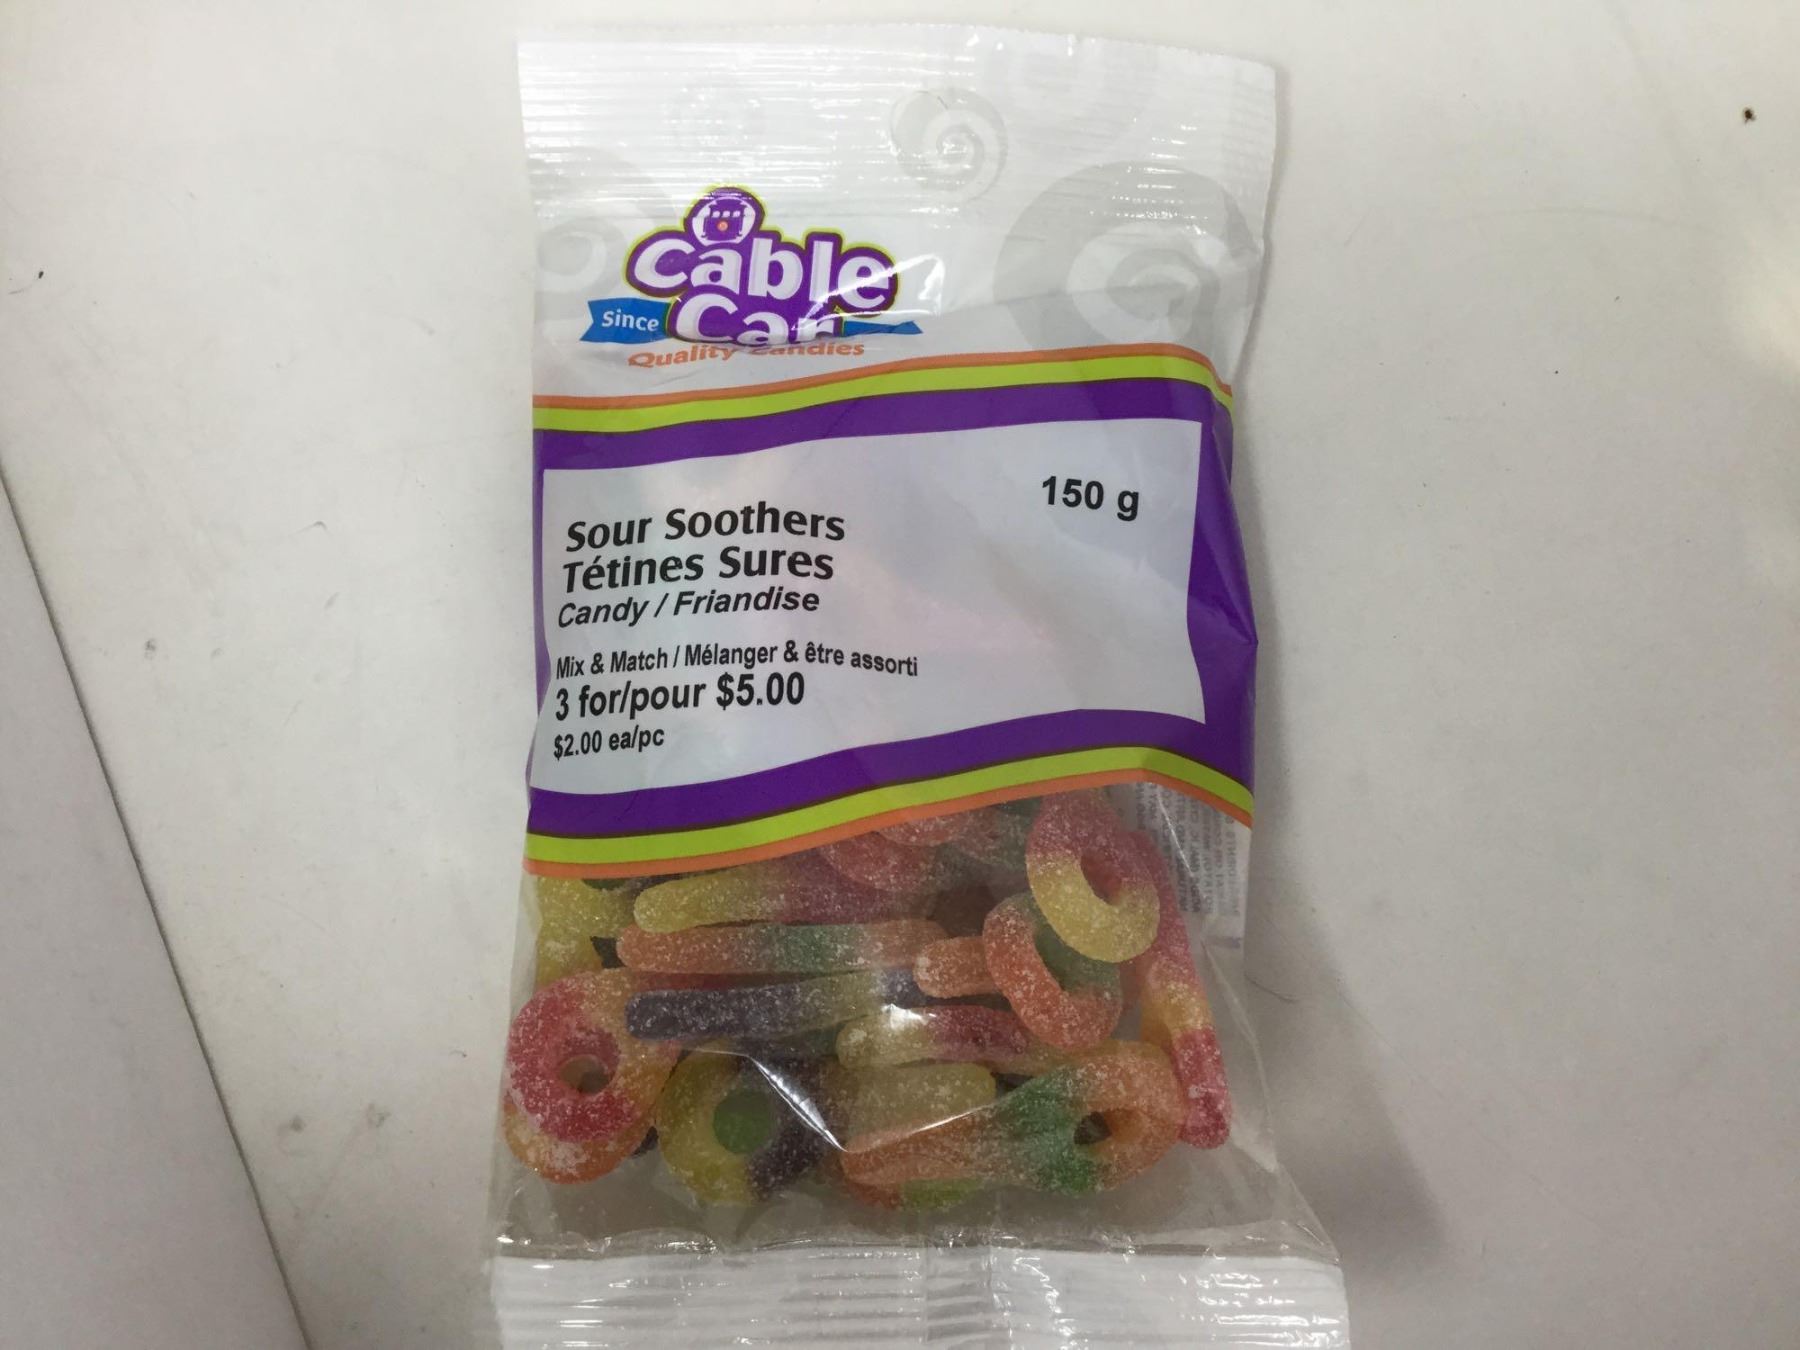 Cable
Since Car
Quality Candies
150 g
Sour Soothers
Tétines Sures
Candy / Friandise
Mix & Match / Mélanger & être assorti
3 for/pour $5.00
$2.00 ea/pc